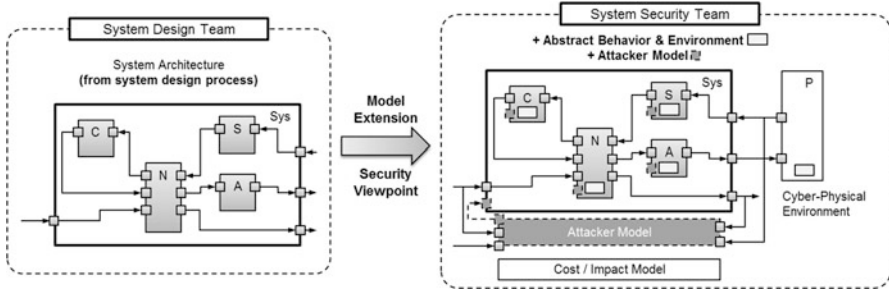 System Design Team
System Architecture
(from system design process)
Sys
C
S
N
A
Model
Extension
Security
Viewpoint
System Security Team
+ Abstract Behavior & Environment
+ Attacker Model
Sys
P
C
S
N
A
Cyber-Physical
Environment
Attacker Model
Cost / Impact Model